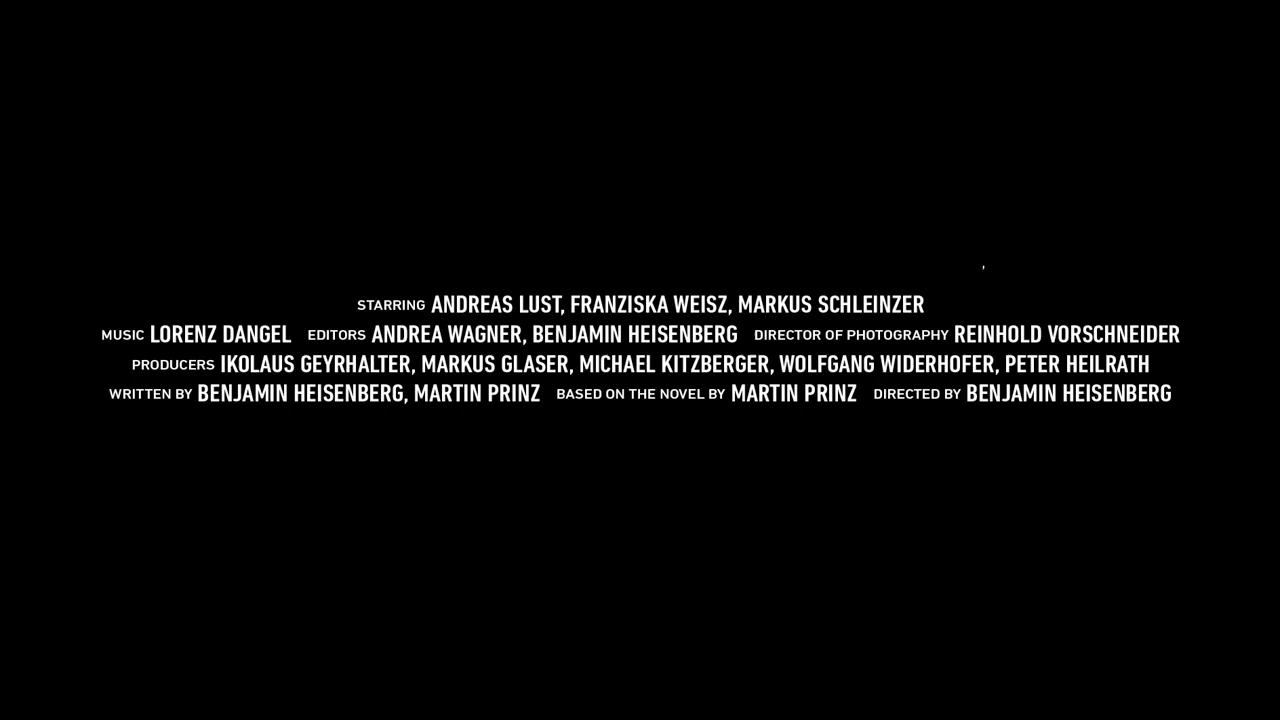 STARRING ANDREAS LUST, FRANZISKA WEISZ, MARKUS SCHLEINZER
MUSIC LORENZ DANGEL EDITORS ANDREA WAGNER, BENJAMIN HEISENBERG DIRECTOR OF PHOTOGRAPHY REINHOLD VORSCHNEIDER
PRODUCERS IKOLAUS GEYRHALTER, MARKUS GLASER, MICHAEL KITZBERGER, WOLFGANG WIDERHOFER, PETER HEILRATH
WRITTEN BY BENJAMIN HEISENBERG, MARTIN PRINZ BASED ON THE NOVEL BY MARTIN PRINZ DIRECTED BY BENJAMIN HEISENBERG